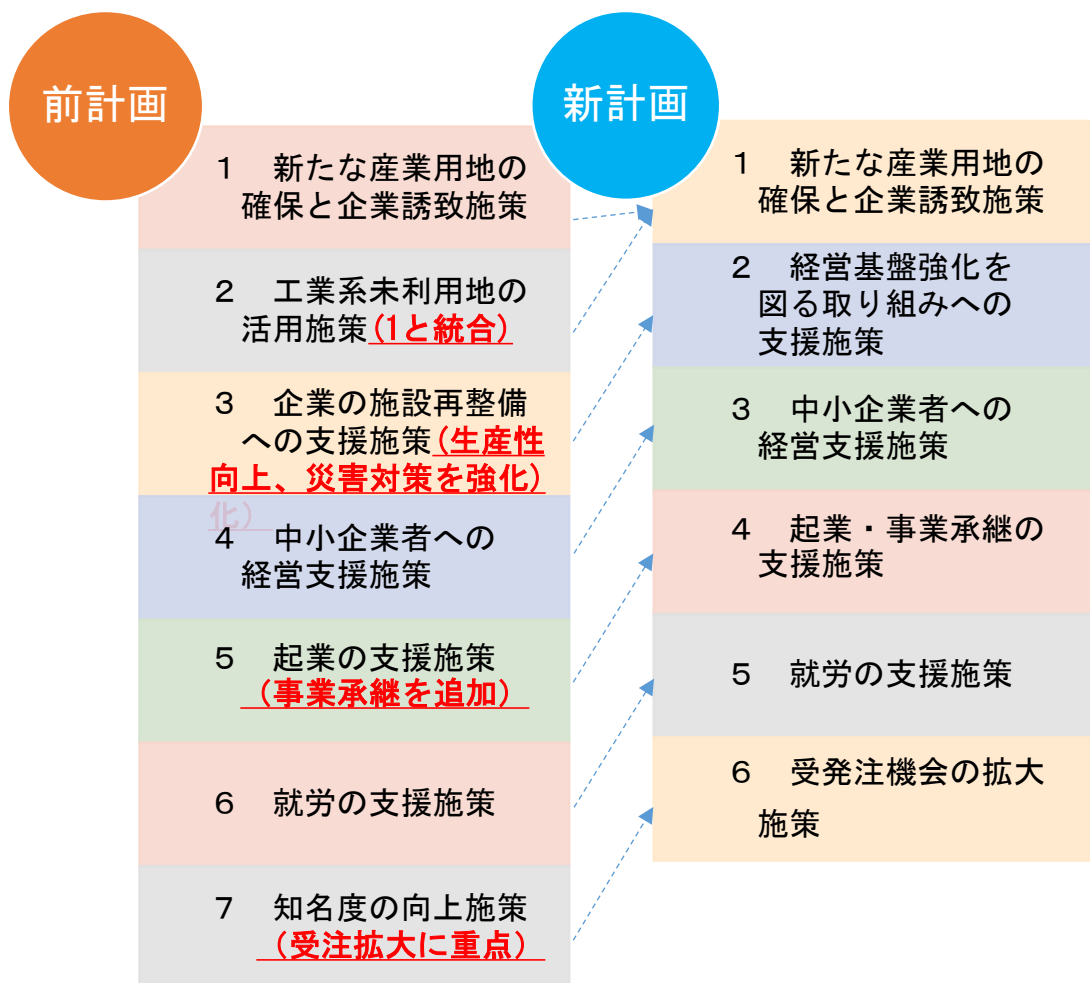 前計画
1 新たな産業用地の
確保と企業誘致施策
2 工業系未利用地の
活用施策(1と統合)
3 企業の施設再整備
への支援施策(生産性
向上、災害対策を強化)
化)
4 中小企業者への
経営支援施策
5 起業の支援施策
(事業承継を追加)
6 就労の支援施策
7 知名度の向上施策
(受注拡大に重点)
新計画
1 新たな産業用地の
確保と企業誘致施策
2 経営基盤強化を
図る取り組みへの
支援施策
3 中小企業者への
経営支援施策
4 起業・事業承継の
支援施策
5 就労の支援施策
6 受発注機会の拡大
施策